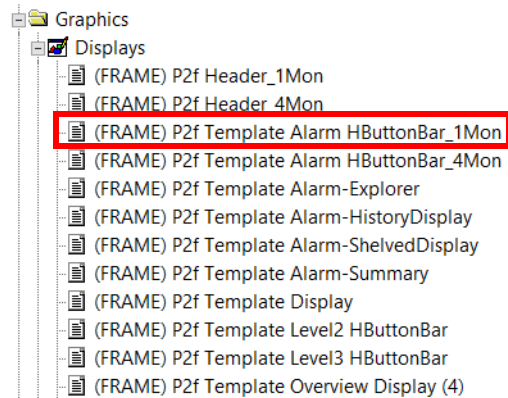 Graphics
Displays
(FRAME) P2f Header_1Mon
(FRAME) P2f Header_4Mon
(FRAME) P2f Template Alarm HButtonBar_1Mon
(FRAME) P2f Template Alarm HButtonBar_4Mon
(FRAME) P2f Template Alarm-Explorer
(FRAME) P2f Template Alarm-HistoryDisplay
(FRAME) P2f Template Alarm-ShelvedDisplay
(FRAME) P2f Template Alarm-Summary
(FRAME) P2f Template Display
(FRAME) P2f Template Level2 HButtonBar
(FRAME) P2f Template Level3 HButtonBar
(FRAME) P2f Template Overview Display (4)